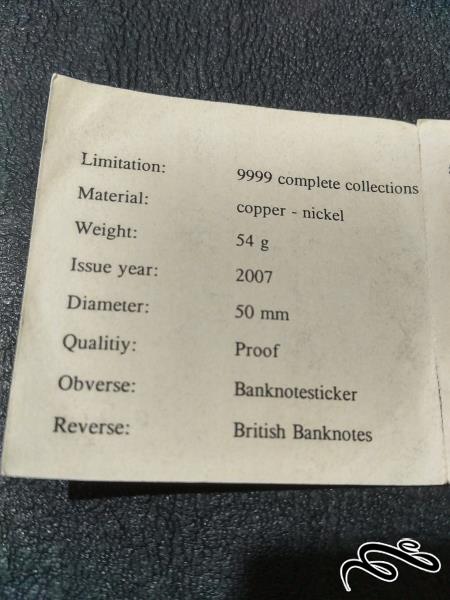 Limitation: 9999 complete collections
Material: copper - nickel
Weight: 54 g
Issue year: 2007
Diameter: 50 mm
Qualitiy: Proof
Obverse: Banknotesticker
Reverse: British Banknotes